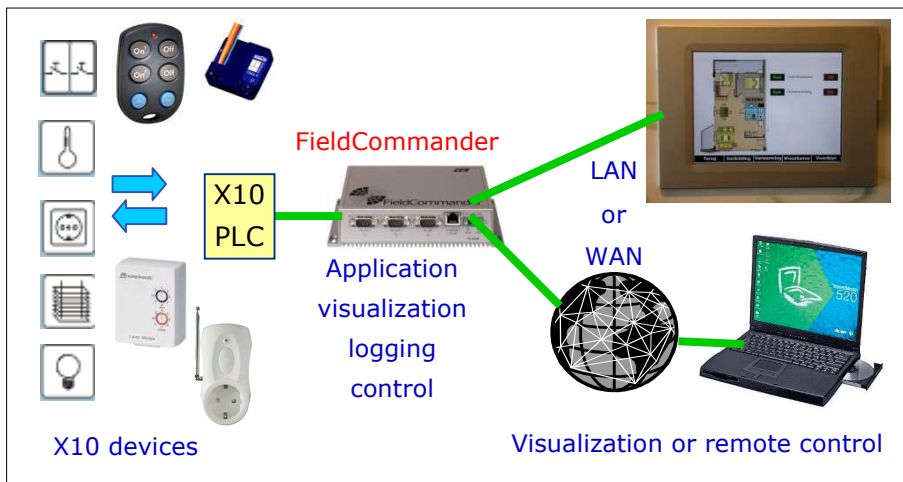 On
Off
On
Off
FieldCommander
X10
PLC
FieldCommander
LAN
or
WAN
Application
visualization
logging
control
520
X10 devices
Visualization or remote control